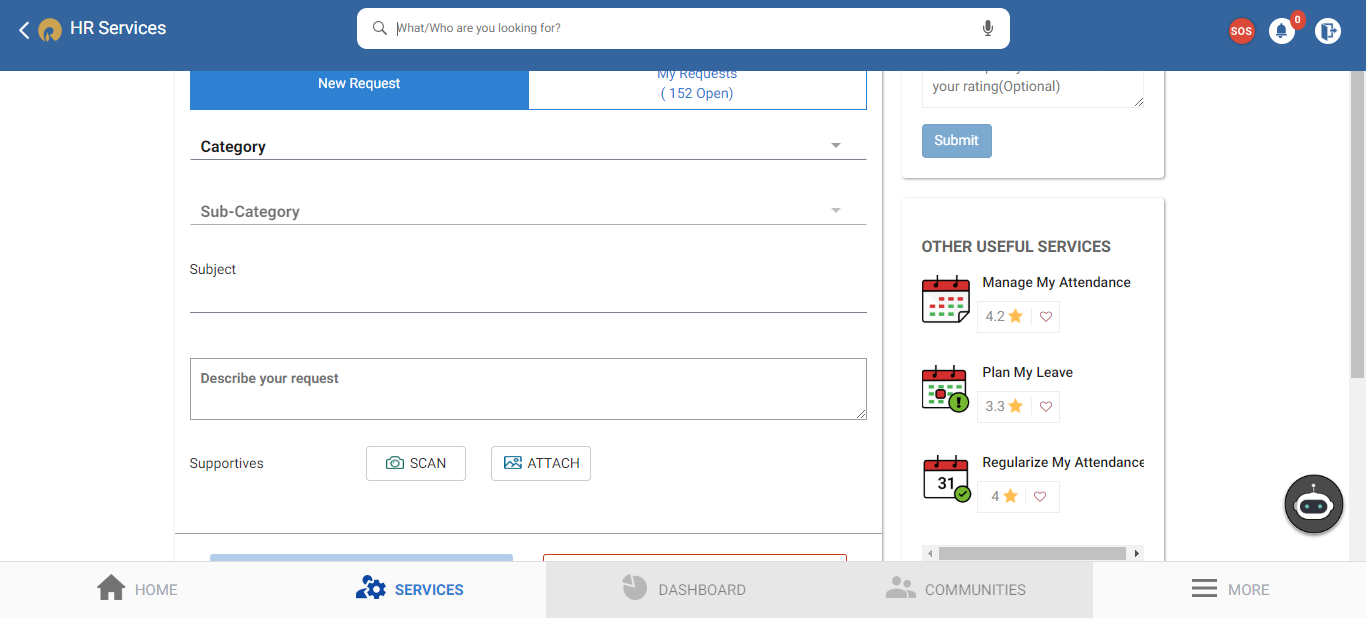 HR Services
What/Who are you looking for?
SOS
0
New Request
My Requests
( 152 Open)
your rating(Optional)
Submit
Category
Sub-Category
Subject
Describe your request
Supportives
SCAN
ATTACH
OTHER USEFUL SERVICES
Manage My Attendance
4.2
Plan My Leave
3.3
31
Regularize My Attendance
4
HOME
SERVICES
DASHBOARD
COMMUNITIES
MORE